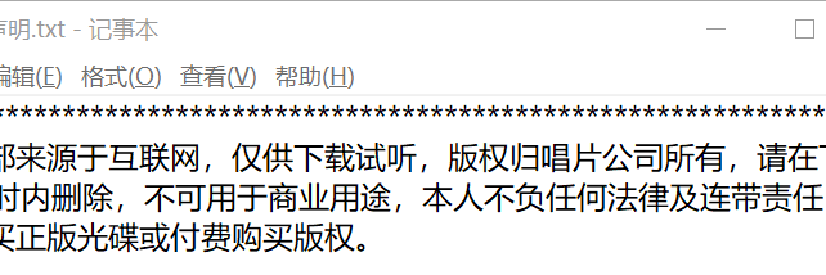 声明.txt - 记事本
编辑(E) 格式(O) 查看(V) 帮助(H)
****************************************************************
部来源于互联网，仅供下载试听，版权归唱片公司所有，请在下
时内删除，不可用于商业用途，本人不负任何法律及连带责任
买正版光碟或付费购买版权。